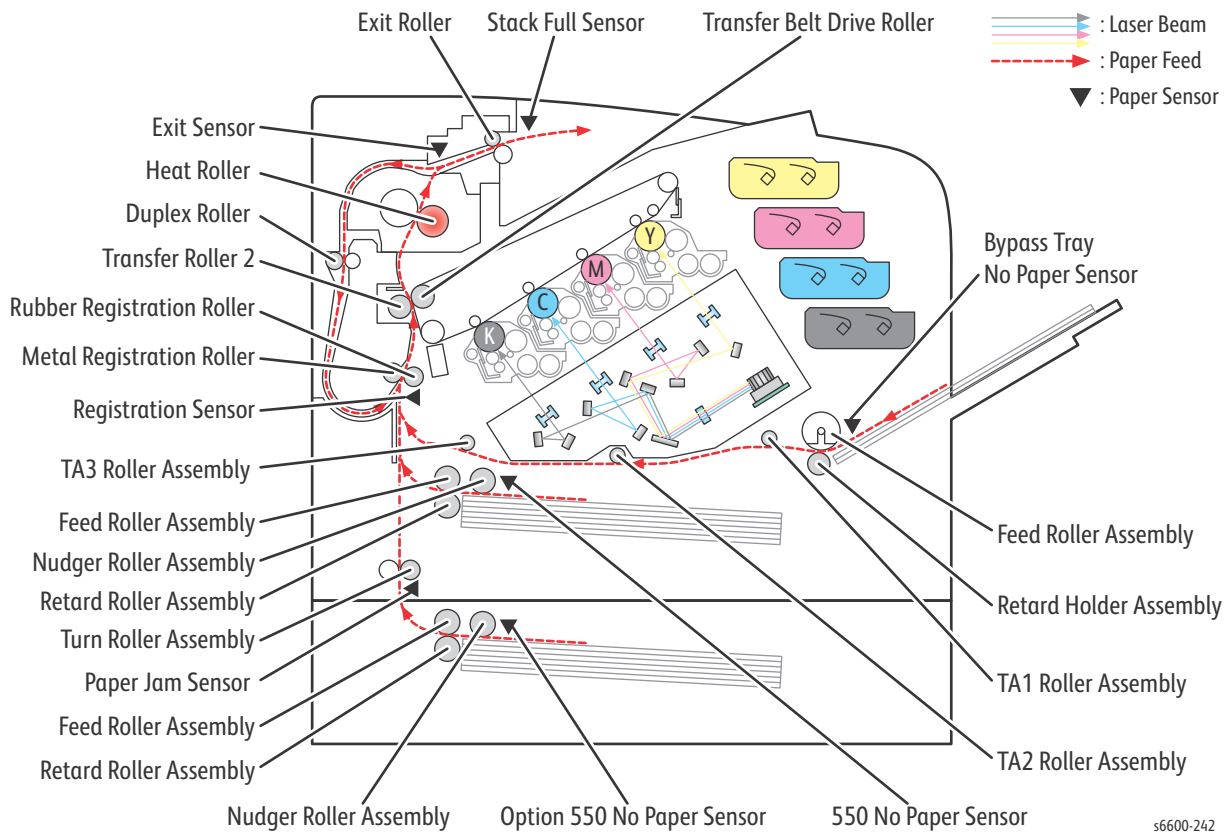 Exit Roller
Stack Full Sensor
Transfer Belt Drive Roller
: Laser Beam
: Paper Feed
: Paper Sensor
Exit Sensor
Heat Roller
Duplex Roller
Transfer Roller 2
Rubber Registration Roller
Metal Registration Roller
Registration Sensor
TA3 Roller Assembly
Feed Roller Assembly
Nudger Roller Assembly
Retard Roller Assembly
Turn Roller Assembly
Paper Jam Sensor
Feed Roller Assembly
Retard Roller Assembly
Y
M
C
K
Bypass Tray
No Paper Sensor
Feed Roller Assembly
Retard Holder Assembly
TA1 Roller Assembly
TA2 Roller Assembly
Nudger Roller Assembly
Option 550 No Paper Sensor
550 No Paper Sensor
s6600-242